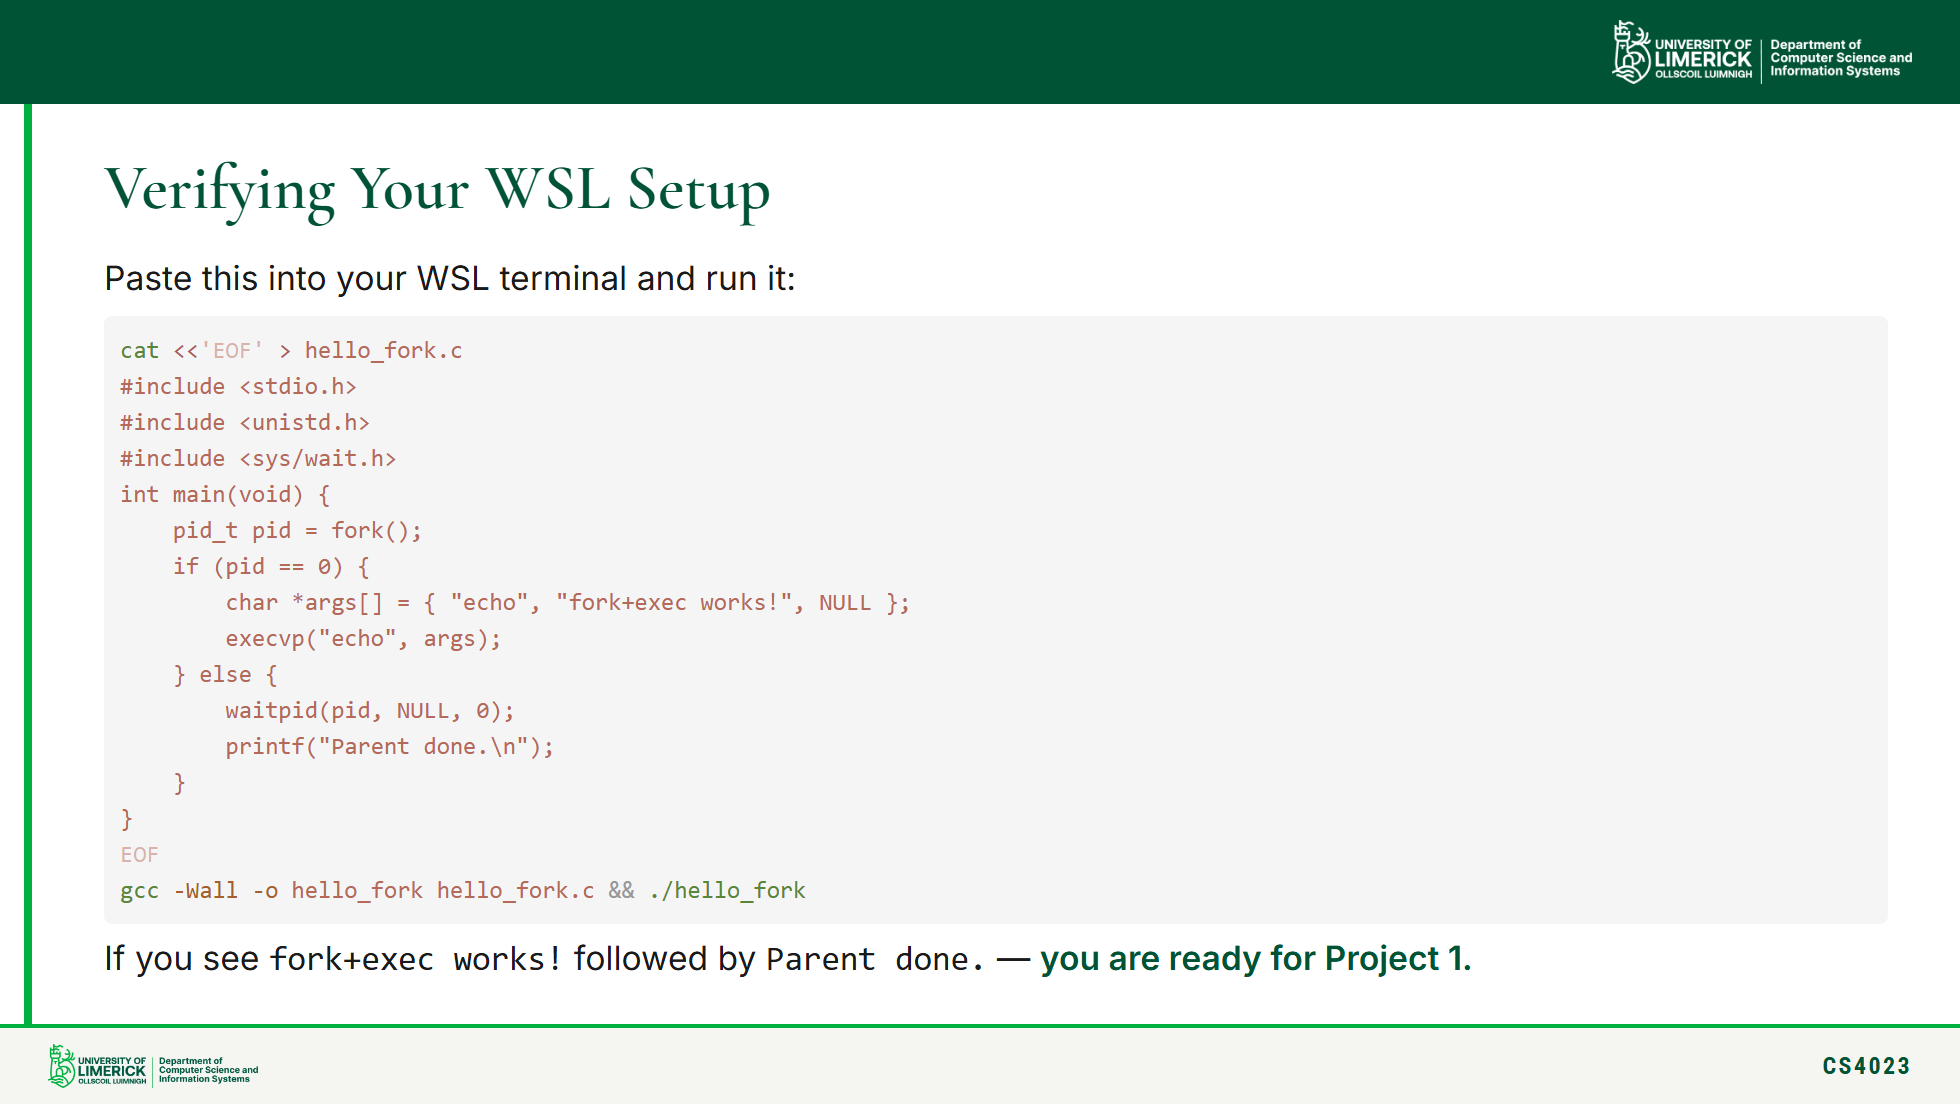 UNIVERSITY OF
LIMERICK
OLLSCOIL LUIMNIGH
Department of
Computer Science and
Information Systems
Verifying Your WSL Setup
Paste this into your WSL terminal and run it:
cat <<'EOF' > hello_fork.c
#include <stdio.h>
#include <unistd.h>
#include <sys/wait.h>
int main(void) {
    pid_t pid = fork();
    if (pid == 0) {
        char *args[] = { "echo", "fork+exec works!", NULL };
        execvp("echo", args);
    } else {
        waitpid(pid, NULL, 0);
        printf("Parent done.\n");
    }
}
EOF
gcc -Wall -o hello_fork hello_fork.c && ./hello_fork
If you see fork+exec works! followed by Parent done. — you are ready for Project 1.
UNIVERSITY OF
LIMERICK
OLLSCOIL LUIMNIGH
Department of
Computer Science and
Information Systems
CS4023